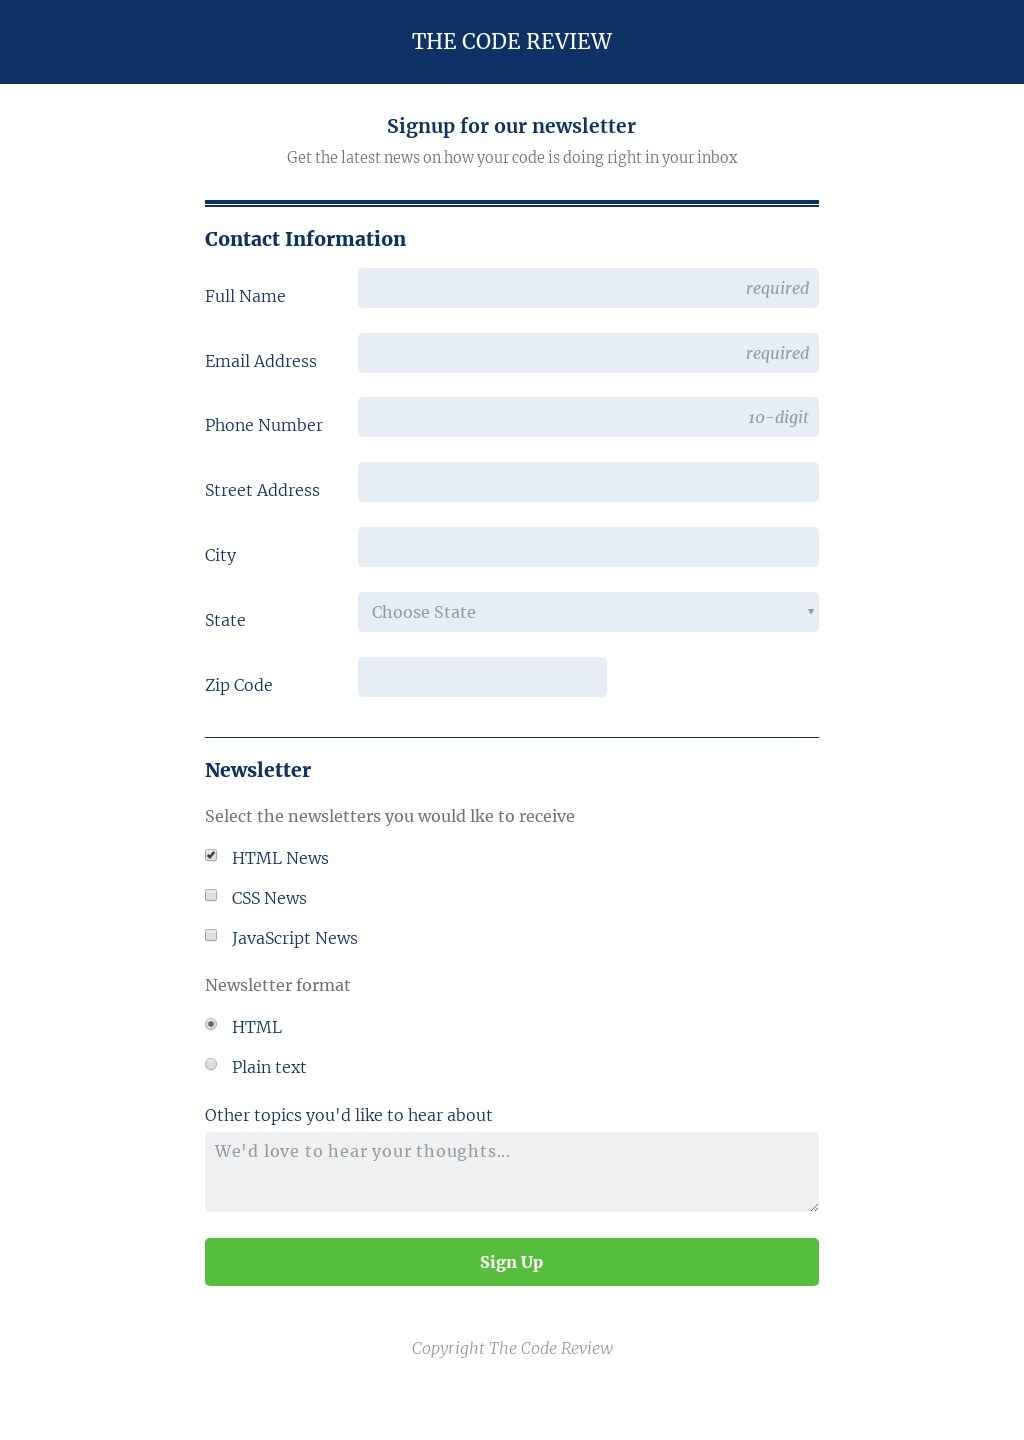 THE CODE REVIEW
Signup for our newsletter
Get the latest news on how your code is doing right in your inbox
Contact Information
Full Name
required
Email Address
required
Phone Number
10-digit
Street Address
City
State
Choose State
Zip Code
Newsletter
Select the newsletters you would lke to receive
HTML News
CSS News
JavaScript News
Newsletter format
HTML
Plain text
Other topics you'd like to hear about
We'd love to hear your thoughts...
Sign Up
Copyright The Code Review